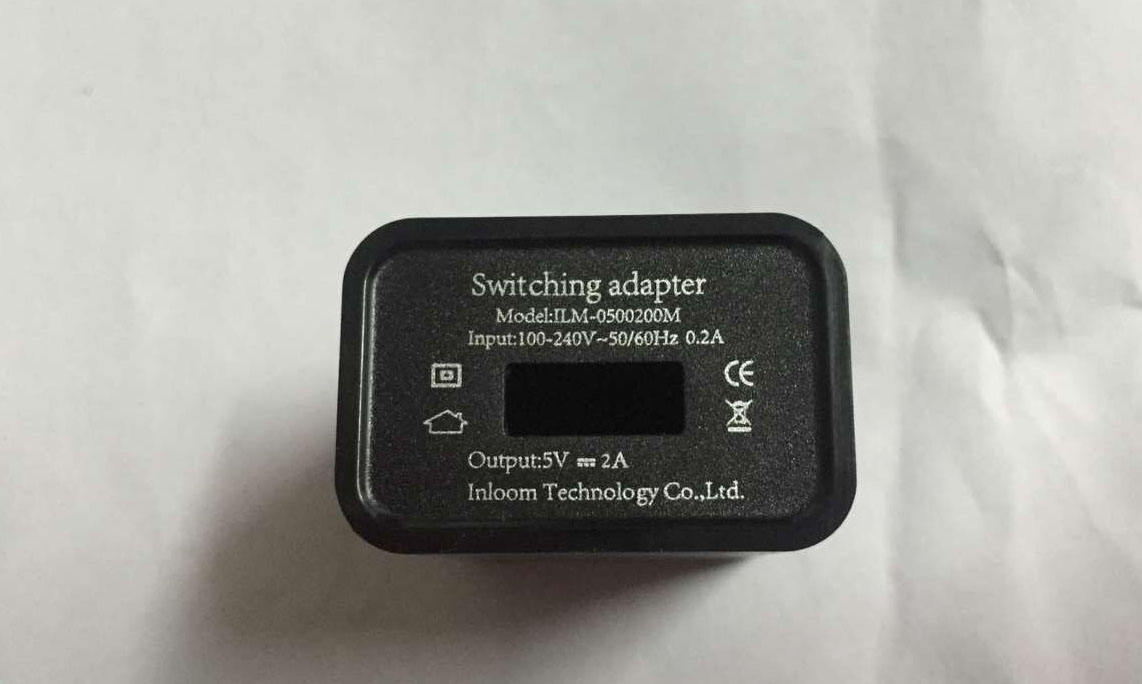 Switching adapter
Model:ILM-0500200M
Input:100-240V~50/60Hz 0.2A
CE
Output:5V ⎓ 2A
Inloom Technology Co.,Ltd.